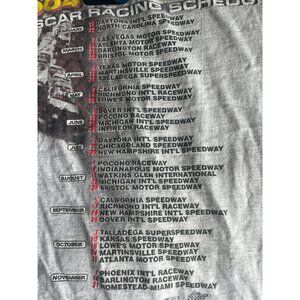 SCAR RACING SCHEDU
DAYTONA INT'L SPEEDWAY
NORTH CAROLINA SPEEDWAY
MARCH
LAS VEGAS MOTOR SPEEDWAY
ATLANTA MOTOR SPEEDWAY
DARLINGTON RACEWAY
BRISTOL MOTOR SPEEDWAY
APRIL
TEXAS MOTOR SPEEDWAY
MARTINSVILLE SPEEDWAY
TALLADEGA SUPERSPEEDWAY
MAY
CALIFORNIA SPEEDWAY
RICHMOND INT'L RACEWAY
LOWE'S MOTOR SPEEDWAY
JUNE
DOVER INT'L SPEEDWAY
POCONO RACEWAY
MICHIGAN INT'L SPEEDWAY
INFINEON RACEWAY
JULY
DAYTONA INT'L SPEEDWAY
CHICAGOLAND SPEEDWAY
NEW HAMPSHIRE INT'L SPEEDWAY
AUGUST
POCONO RACEWAY
INDIANAPOLIS MOTOR SPEEDWAY
WATKINS GLEN INTERNATIONAL
MICHIGAN INT'L SPEEDWAY
BRISTOL MOTOR SPEEDWAY
SEPTEMBER
CALIFORNIA SPEEDWAY
RICHMOND INT'L RACEWAY
NEW HAMPSHIRE INT'L SPEEDWAY
DOVER INT'L SPEEDWAY
OCTOBER
TALLADEGA SUPERSPEEDWAY
KANSAS SPEEDWAY
LOWE'S MOTOR SPEEDWAY
MARTINSVILLE SPEEDWAY
ATLANTA MOTOR SPEEDWAY
NOVEMBER
PHOENIX INT'L RACEWAY
DARLINGTON RACEWAY
HOMESTEAD-MIAMI SPEEDWAY